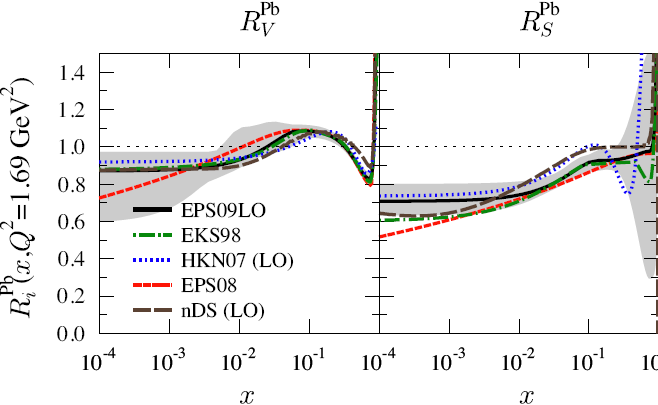 R_V^Pb
R_S^Pb
R_i^Pb(x,Q^2=1.69 GeV^2)
1.4
1.2
1.0
0.8
0.6
0.4
0.2
0.0
EPS09LO
EKS98
HKN07 (LO)
EPS08
nDS (LO)
10^-4 10^-3 10^-2 10^-1 10^-4 10^-3 10^-2 10^-1 1
x
x